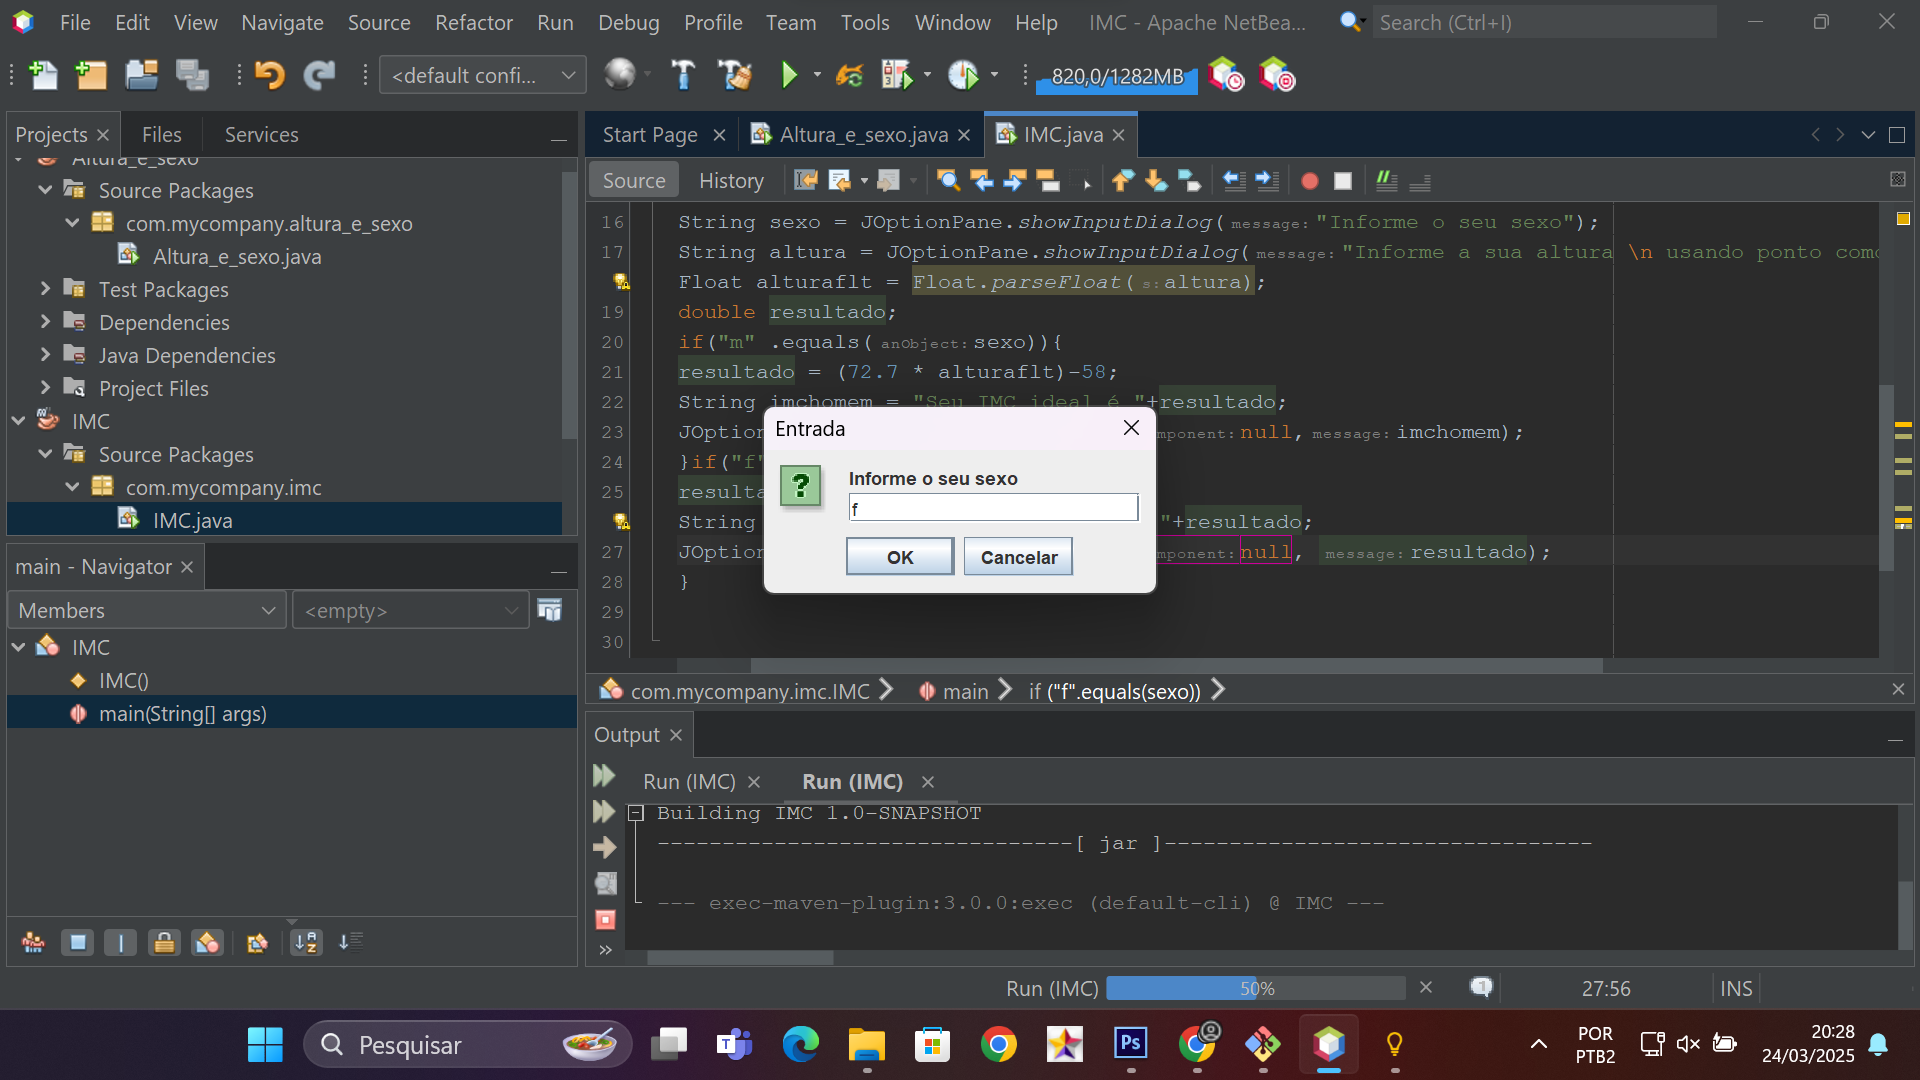 File Edit View Navigate Source Refactor Run Debug Profile Team Tools Window Help IMC - Apache NetBea... Search (Ctrl+I)
<default confi... 820,0/1282MB
Projects Files Services
Altura_e_sexo
Source Packages
com.mycompany.altura_e_sexo
Altura_e_sexo.java
Test Packages
Dependencies
Java Dependencies
Project Files
IMC
Source Packages
com.mycompany.imc
IMC.java
main - Navigator
Members <empty>
IMC
IMC()
main(String[] args)
Start Page Altura_e_sexo.java IMC.java
Source History
16 String sexo = JOptionPane.showInputDialog( message: "Informe o seu sexo");
17 String altura = JOptionPane.showInputDialog( message: "Informe a sua altura \n usando ponto como
Float alturaflt = Float.parseFloat( s: altura);
19 double resultado;
20 if("m" .equals( anObject: sexo)){
21 resultado = (72.7 * alturaflt)-58;
22 String imchomem = "Seu IMC ideal é "+resultado;
23 JOption mponent: null, message: imchomem);
24 }if("f"
25 resulta
String "+resultado;
27 JOption mponent: null, message: resultado);
28 }
29
30
Entrada
Informe o seu sexo
f
OK Cancelar
com.mycompany.imc.IMC main if ("f".equals(sexo))
Output
Run (IMC) Run (IMC)
Building IMC 1.0-SNAPSHOT
--------------------------------[ jar ]---------------------------------
--- exec-maven-plugin:3.0.0:exec (default-cli) @ IMC ---
Run (IMC) 50% 1 27:56 INS
Pesquisar
POR
PTB2
20:28
24/03/2025